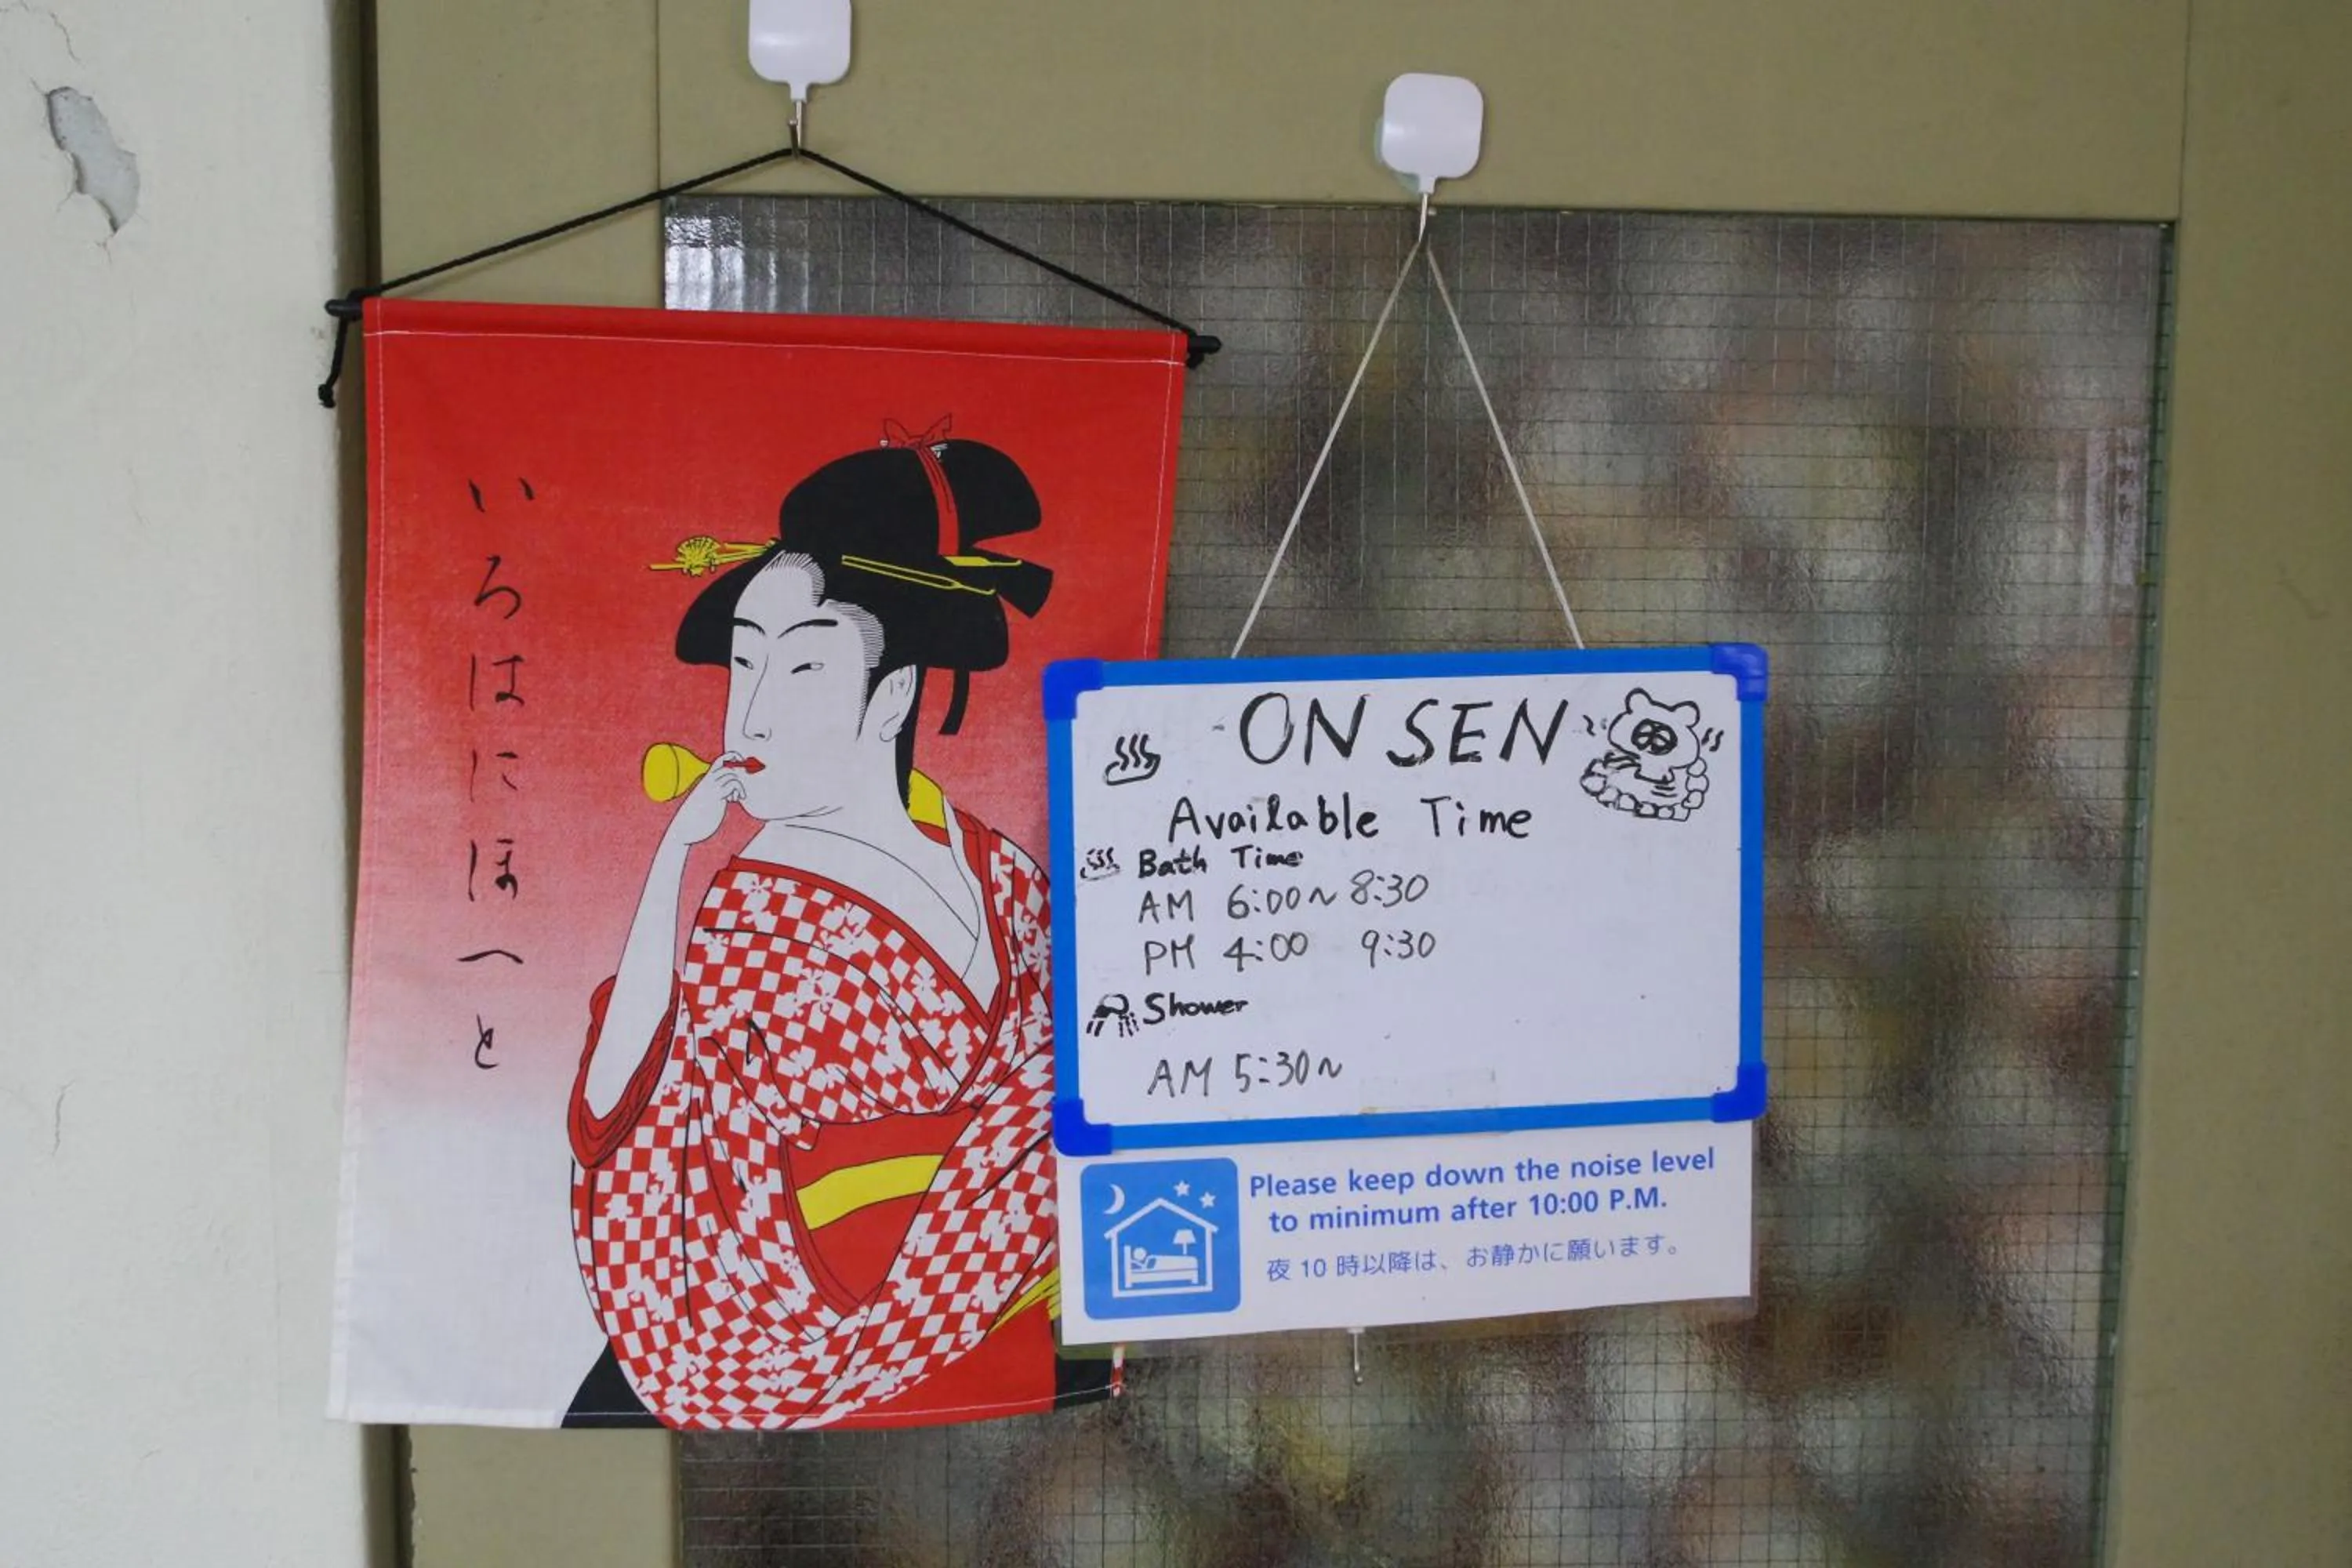 いろはにほへと
ON SEN
Available Time
Bath Time
AM 6:00~8:30
PM 4:00 9:30
Shower
AM 5:30~
Please keep down the noise level
to minimum after 10:00 P.M.
夜 10 時以降は、お静かに願います。